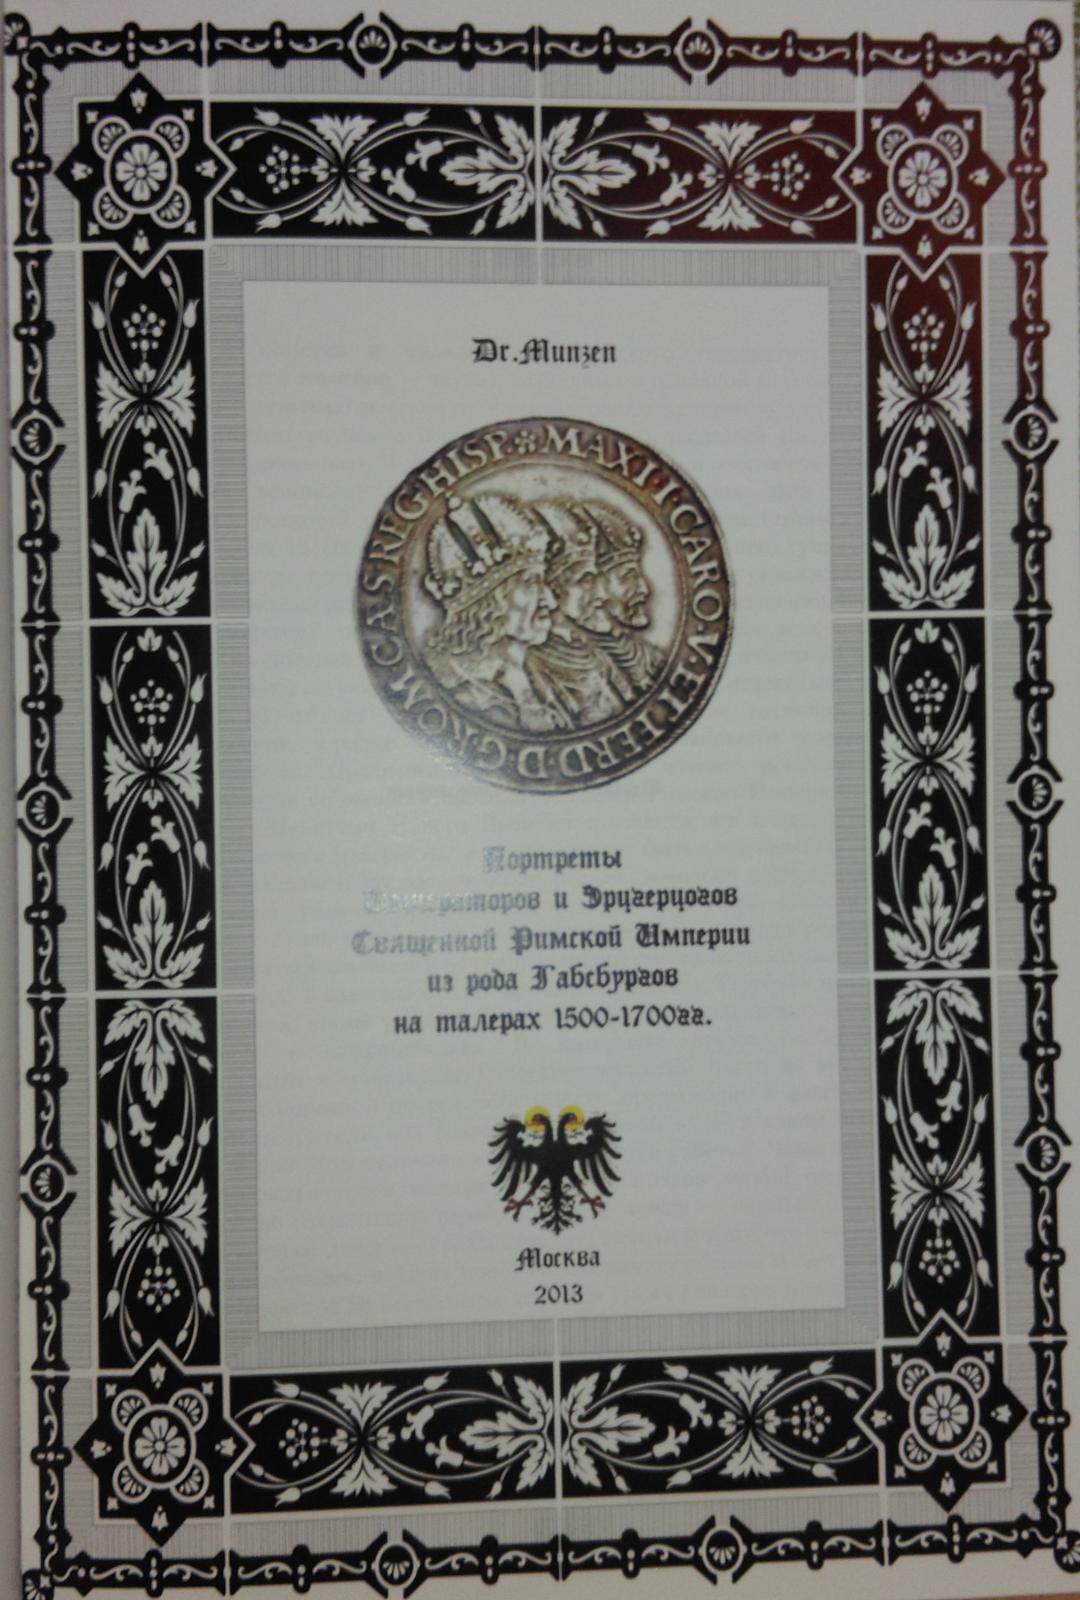 Dr.Munzen
MAXI·I·CARO·V·ET FERD·D·G·ROM·CAS·REG·HISP
Портреты
Императоров и Эрцгерцогов
Священной Римской Империи
из рода Габсбургов
на талерах 1500-1700гг.
Москва
2013